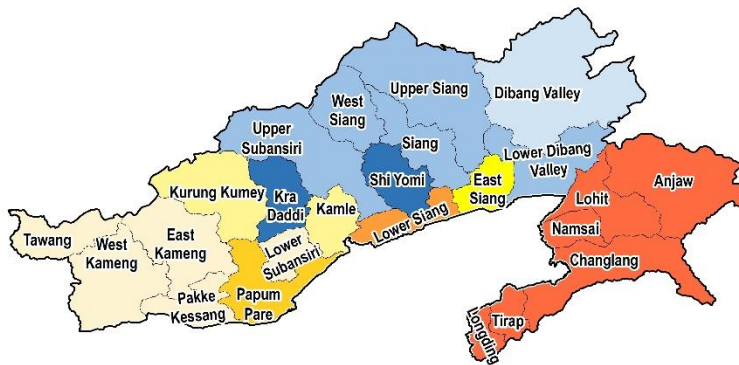 Upper Siang
Dibang Valley
West
Siang
Upper
Subansiri
Siang
Lower Dibang
Valley
Shi Yomi
East
Siang
Anjaw
Kurung Kumey
Kra
Daddi
Kamle
Lohit
Lower Siang
Namsai
Tawang
West
Kameng
East
Kameng
Lower
Subansiri
Changlang
Pakke
Kessang
Papum
Pare
Longding
Tirap